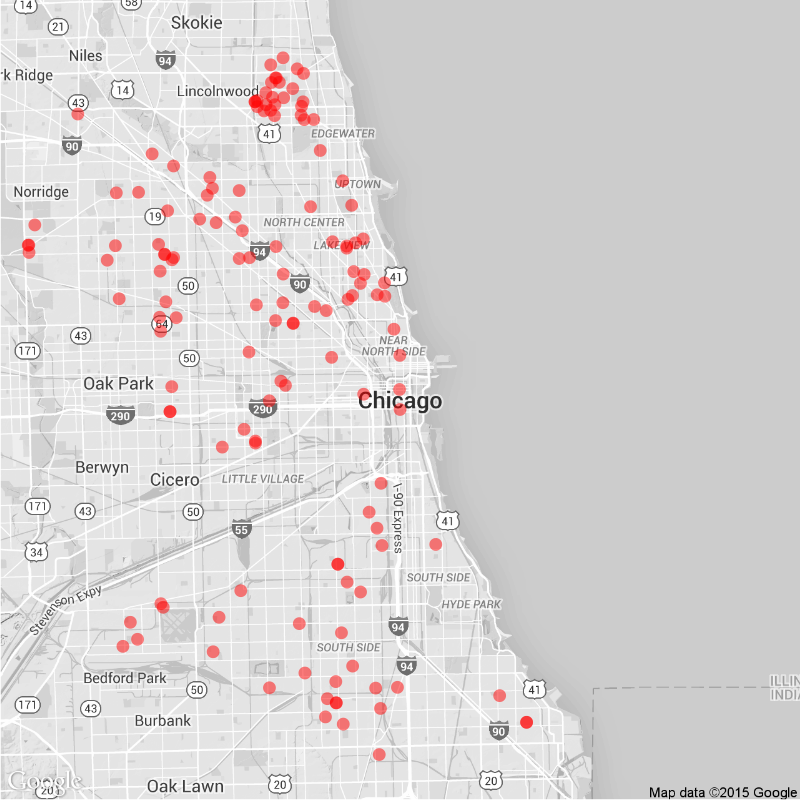 14
58
Skokie
21
Niles
94
rk Ridge
14
Lincolnwood
43
41
EDGEWATER
90
UPTOWN
Norridge
19
NORTH CENTER
LAKE VIEW
94
41
50
90
64
43
NEAR
NORTH SIDE
171
50
Oak Park
290
290
Chicago
Berwyn
Cicero
LITTLE VILLAGE
171
43
50
I-90 Express
41
55
34
SOUTH SIDE
Stevenson Expy
HYDE PARK
94
SOUTH SIDE
94
Bedford Park
50
41
ILLIN
INDIA
171
43
Burbank
90
Google
20
Oak Lawn
20
20
Map data ©2015 Google